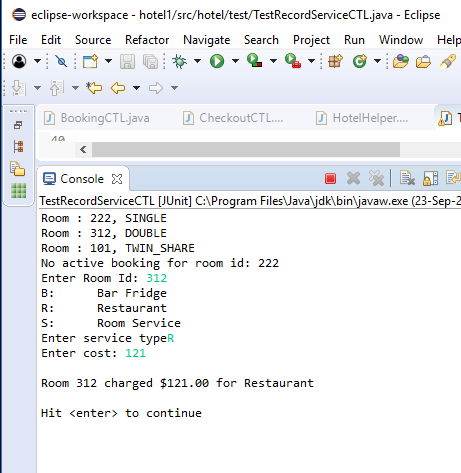 eclipse-workspace - hotel1/src/hotel/test/TestRecordServiceCTL.java - Eclipse
File Edit Source Refactor Navigate Search Project Run Window Help
BookingCTL.java CheckoutCTL.... HotelHelper....
40
Console
TestRecordServiceCTL [JUnit] C:\Program Files\Java\jdk\bin\javaw.exe (23-Sep-2
Room : 222, SINGLE
Room : 312, DOUBLE
Room : 101, TWIN_SHARE
No active booking for room id: 222
Enter Room Id: 312
B: Bar Fridge
R: Restaurant
S: Room Service
Enter service typeR
Enter cost: 121
Room 312 charged $121.00 for Restaurant
Hit <enter> to continue